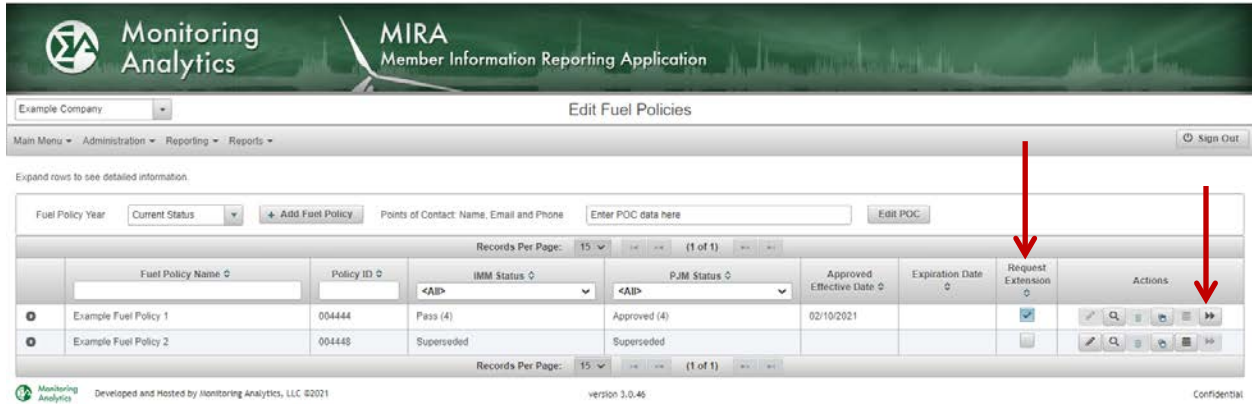 Monitoring Analytics
MIRA
Member Information Reporting Application
Example Company
Edit Fuel Policies
Main Menu Administration Reporting Reports
Sign Out
Expand rows to see detailed information.
Fuel Policy Year Current Status + Add Fuel Policy Points of Contact: Name, Email and Phone Enter POC data here Edit POC
Records Per Page: 15 (1 of 1)
Fuel Policy Name Policy ID IMM Status PJM Status Approved Effective Date Expiration Date Request Extension Actions
<All> <All>
Example Fuel Policy 1 004444 Pass (4) Approved (4) 02/10/2021
Example Fuel Policy 2 004448 Superseded Superseded
Records Per Page: 15 (1 of 1)
Monitoring Analytics Developed and Hosted by Monitoring Analytics, LLC ©2021 version 3.0.46 Confidential